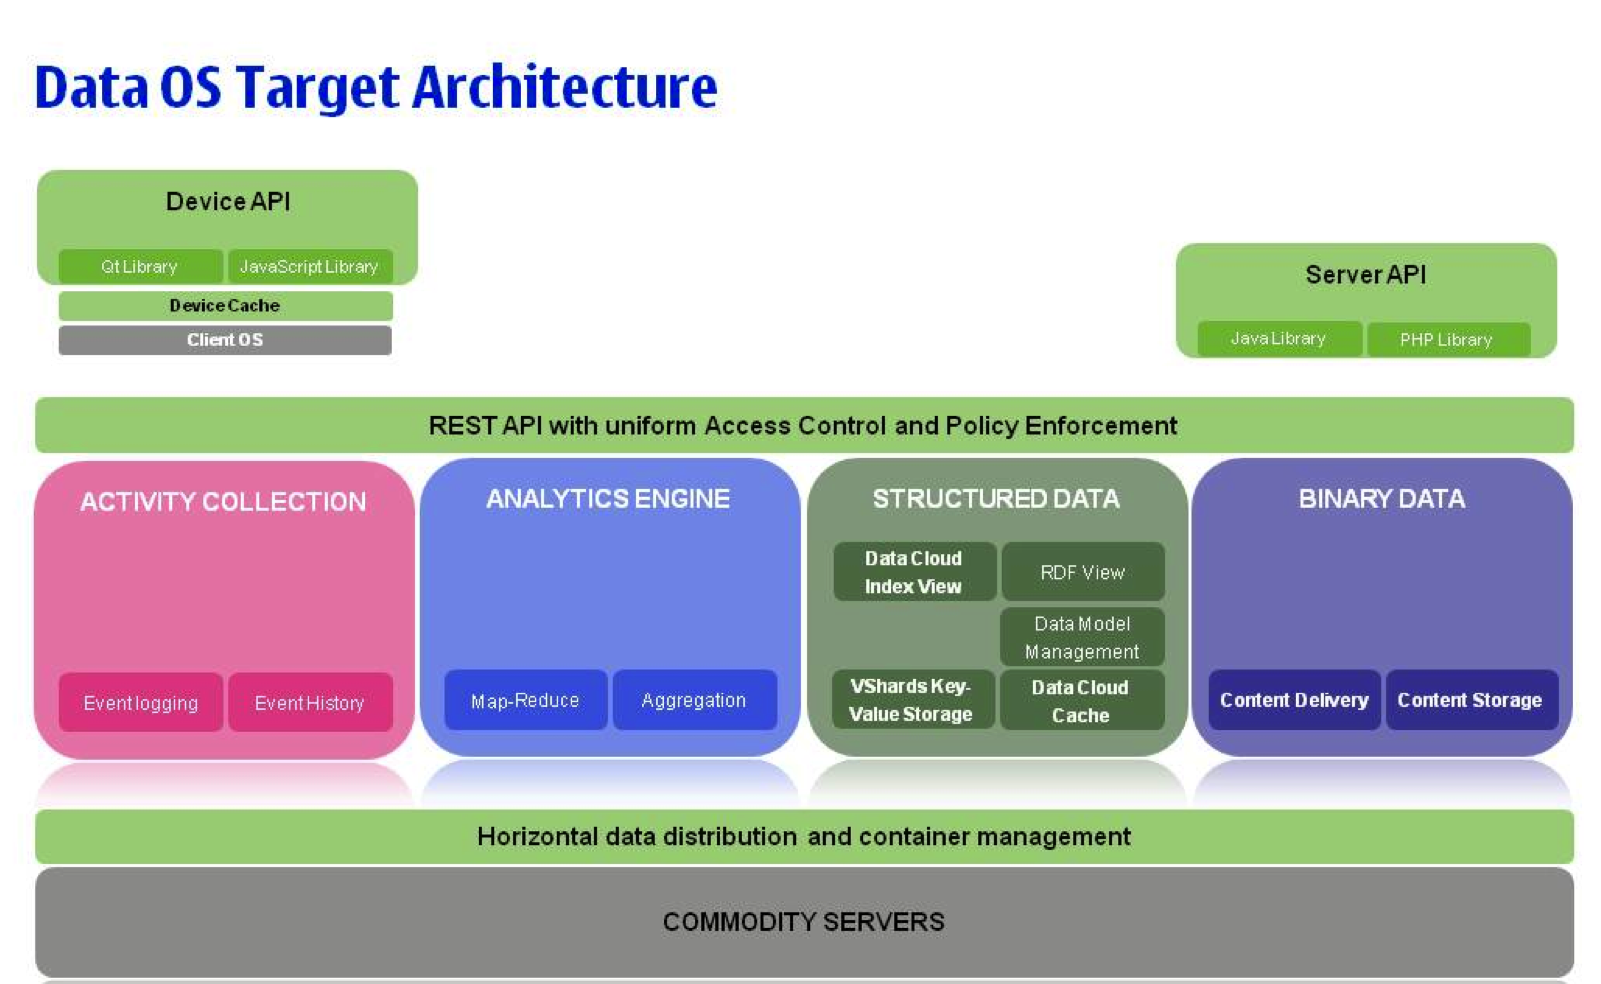 Data OS Target Architecture
Device API
Qt Library
JavaScript Library
Device Cache
Client OS
Server API
Java Library
PHP Library
REST API with uniform Access Control and Policy Enforcement
ACTIVITY COLLECTION
Event logging
Event History
ANALYTICS ENGINE
Map-Reduce
Aggregation
STRUCTURED DATA
Data Cloud
Index View
RDF View
Data Model
Management
VShards Key-
Value Storage
Data Cloud
Cache
BINARY DATA
Content Delivery
Content Storage
Horizontal data distribution and container management
COMMODITY SERVERS